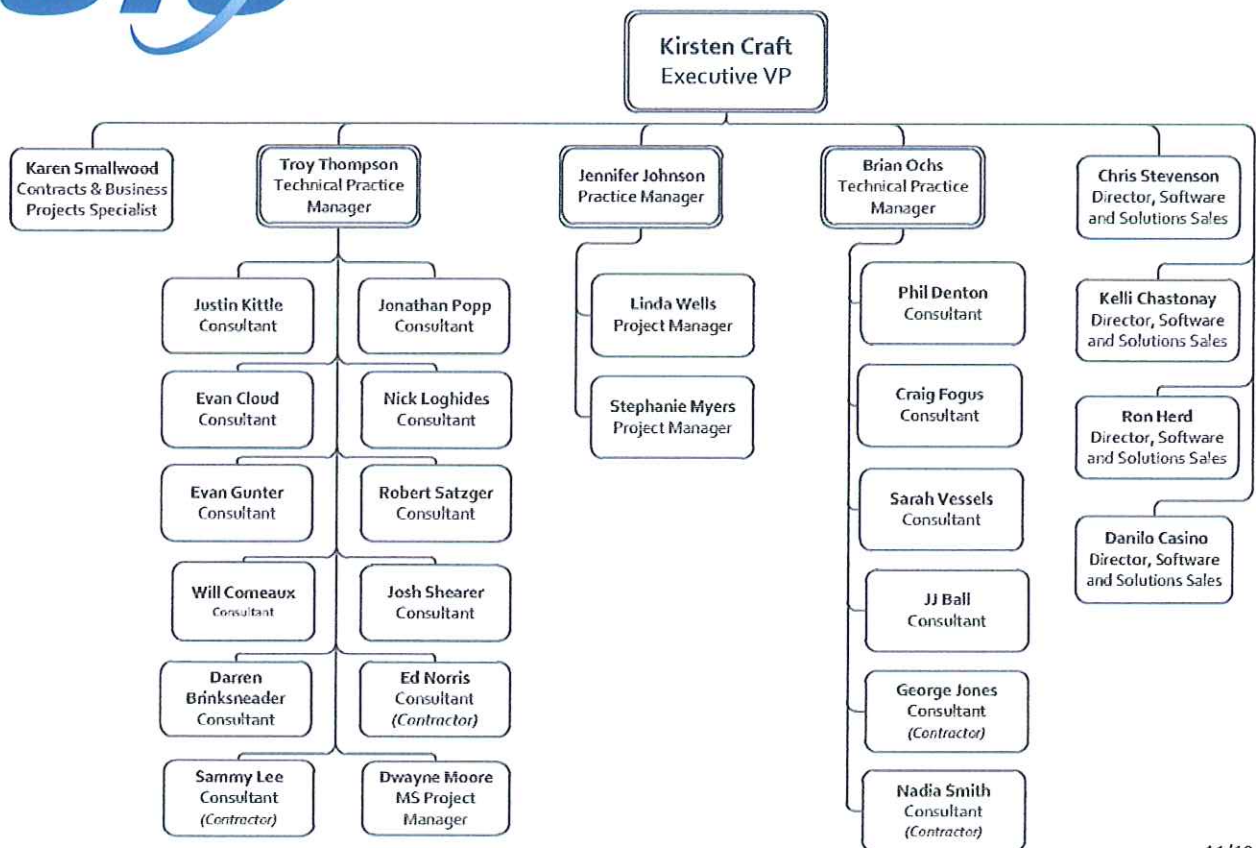 Kirsten Craft
Executive VP
Karen Smallwood
Contracts & Business
Projects Specialist
Troy Thompson
Technical Practice
Manager
Jennifer Johnson
Practice Manager
Brian Ochs
Technical Practice
Manager
Chris Stevenson
Director, Software
and Solutions Sales
Justin Kittle
Consultant
Jonathan Popp
Consultant
Evan Cloud
Consultant
Nick Loghides
Consultant
Evan Gunter
Consultant
Robert Satzger
Consultant
Will Comeaux
Consultant
Josh Shearer
Consultant
Darren
Brinksneader
Consultant
Ed Norris
Consultant
(Contractor)
Sammy Lee
Consultant
(Contractor)
Dwayne Moore
MS Project
Manager
Linda Wells
Project Manager
Stephanie Myers
Project Manager
Phil Denton
Consultant
Craig Fogus
Consultant
Sarah Vessels
Consultant
JJ Ball
Consultant
George Jones
Consultant
(Contractor)
Nadia Smith
Consultant
(Contractor)
Kelli Chastonay
Director, Software
and Solutions Sales
Ron Herd
Director, Software
and Solutions Sales
Danilo Casino
Director, Software
and Solutions Sales